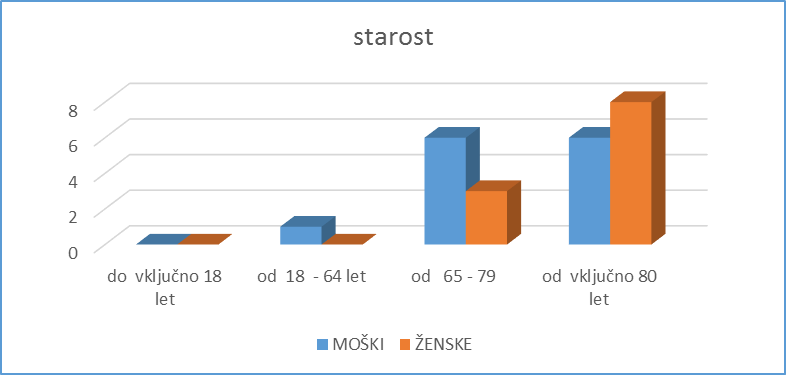 starost
8
6
4
2
0
do vključno 18
let
od 18 - 64 let
od 65 - 79
od vključno 80
let
MOŠKI
ŽENSKE